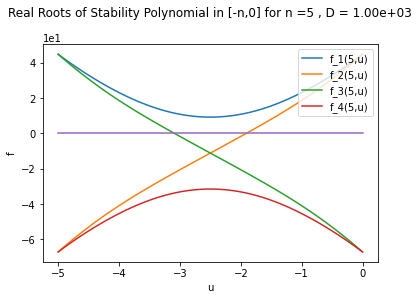 Real Roots of Stability Polynomial in [-n,0] for n =5 , D = 1.00e+03
4e1
4
2
0
−2
−4
−6
f
−5
−4
−3
−2
−1
0
u
f_1(5,u)
f_2(5,u)
f_3(5,u)
f_4(5,u)